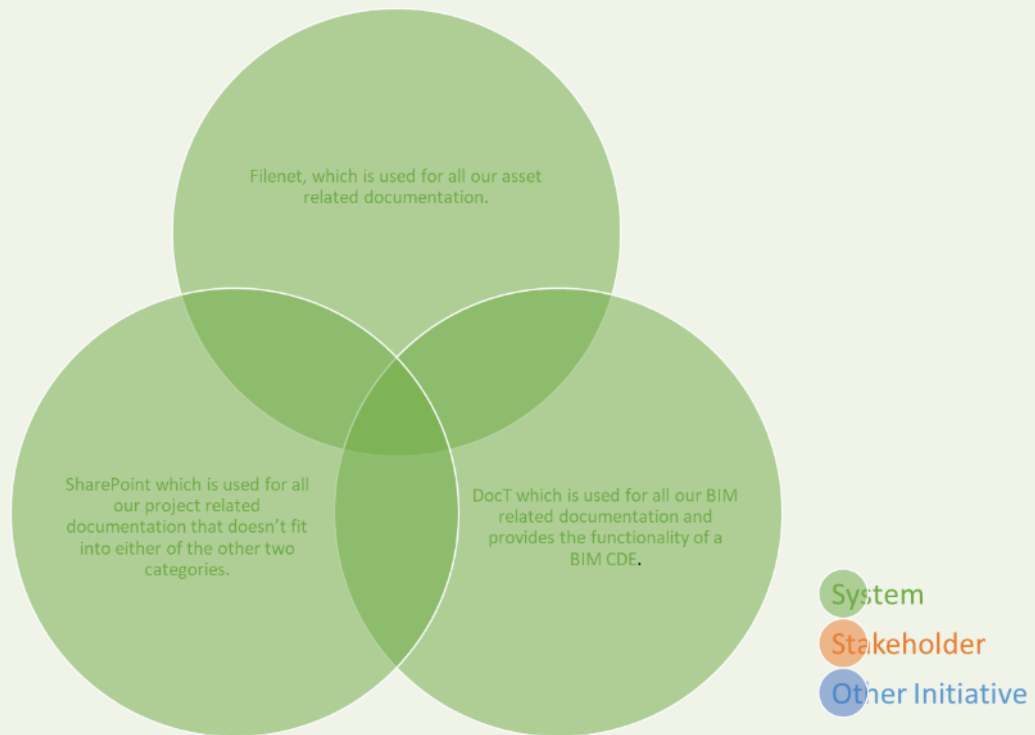 Filenet, which is used for all our asset
related documentation.
SharePoint which is used for all
our project related
documentation that doesn’t fit
into either of the other two
categories.
DocT which is used for all our BIM
related documentation and
provides the functionality of a
BIM CDE.
System
Stakeholder
Other Initiative